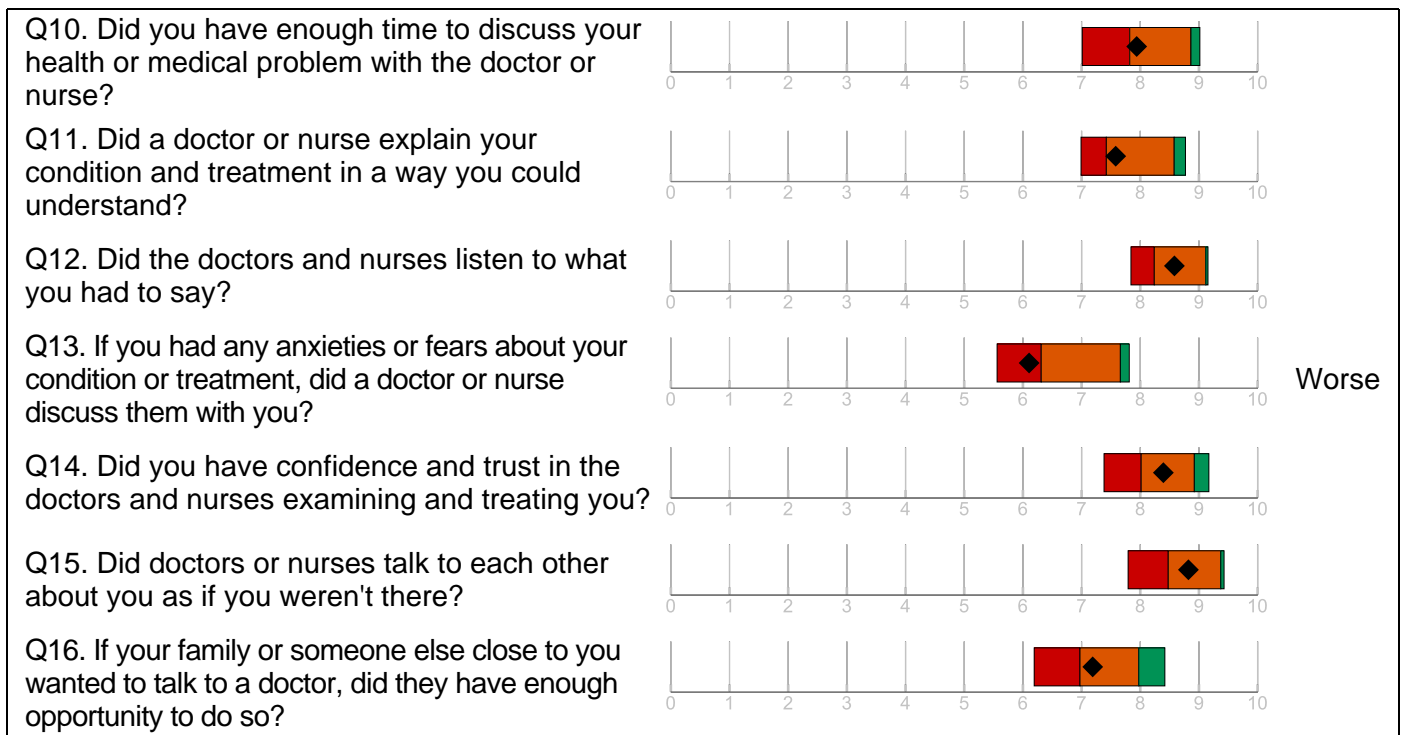 Q10. Did you have enough time to discuss your
health or medical problem with the doctor or
nurse?
0 1 2 3 4 5 6 7 8 9 10
Q11. Did a doctor or nurse explain your
condition and treatment in a way you could
understand?
0 1 2 3 4 5 6 7 8 9 10
Q12. Did the doctors and nurses listen to what
you had to say?
0 1 2 3 4 5 6 7 8 9 10
Q13. If you had any anxieties or fears about your
condition or treatment, did a doctor or nurse
discuss them with you?
0 1 2 3 4 5 6 7 8 9 10
Worse
Q14. Did you have confidence and trust in the
doctors and nurses examining and treating you?
0 1 2 3 4 5 6 7 8 9 10
Q15. Did doctors or nurses talk to each other
about you as if you weren't there?
0 1 2 3 4 5 6 7 8 9 10
Q16. If your family or someone else close to you
wanted to talk to a doctor, did they have enough
opportunity to do so?
0 1 2 3 4 5 6 7 8 9 10